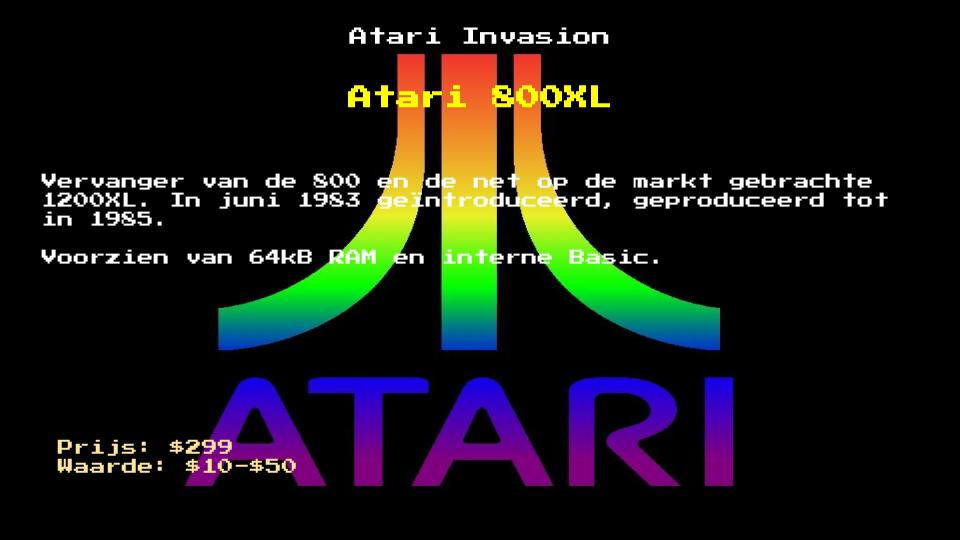 Atari Invasion
Atari 800XL
Vervanger van de 800 en de net op de markt gebrachte
1200XL. In juni 1983 geïntroduceerd, geproduceerd tot
in 1985.
Voorzien van 64kB RAM en interne Basic.
ATARI
Prijs: $299
Waarde: $10-$50